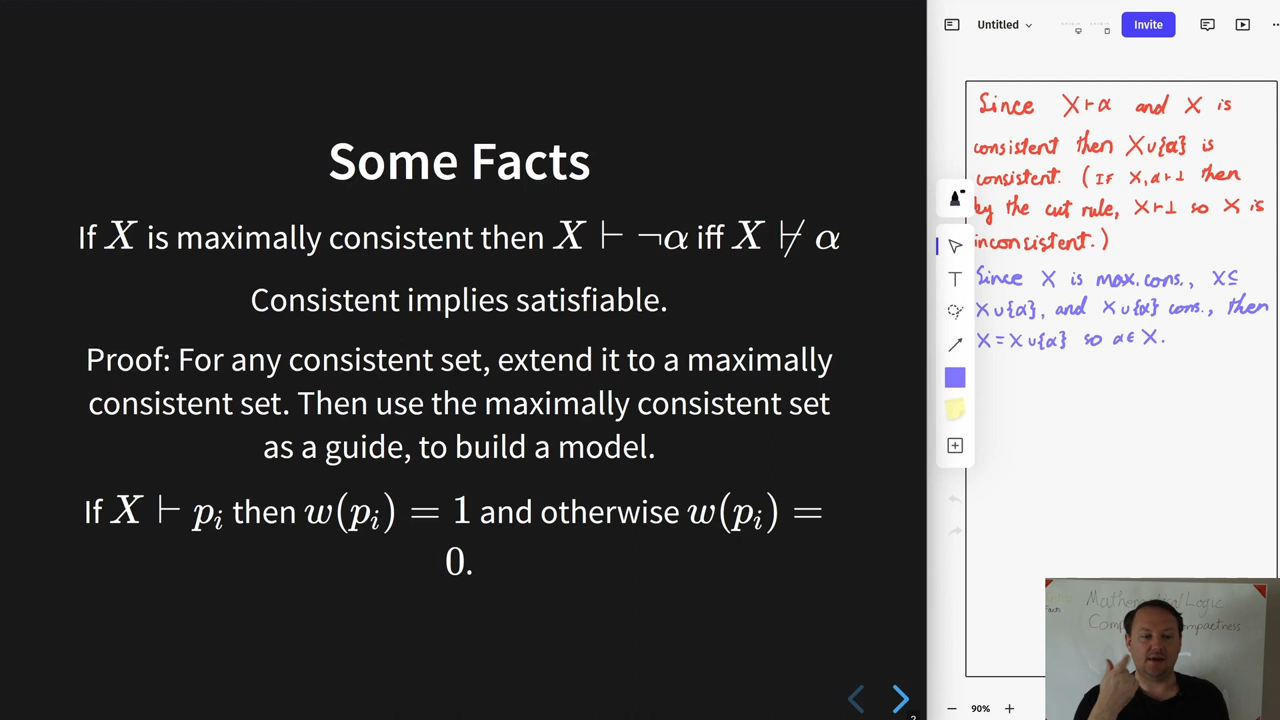 Some Facts
If X is maximally consistent then X ⊢ ¬α iff X ⊬ α
Consistent implies satisfiable.
Proof: For any consistent set, extend it to a maximally
consistent set. Then use the maximally consistent set
as a guide, to build a model.
If X ⊢ pᵢ then w(pᵢ) = 1 and otherwise w(pᵢ) =
0.
Untitled
Invite
Since X⊢α and X is
consistent then X∪{α} is
consistent. (If X,α⊢⊥ then
by the cut rule, X⊢⊥ so X is
inconsistent.)
Since X is max. cons., X⊆
X∪{α}, and X∪{α} cons., then
X=X∪{α} so α∈X.
T
Mathematical Logic
90%